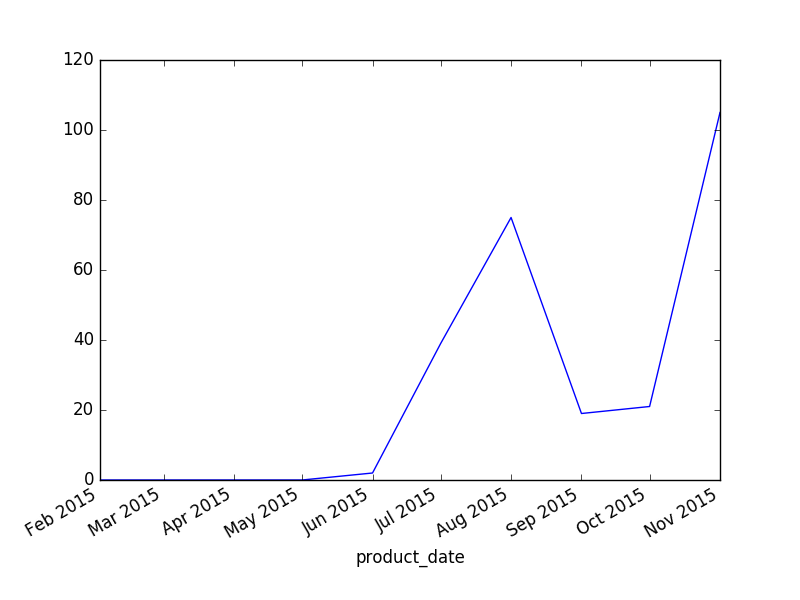 120
100
80
60
40
20
0
Feb 2015
Mar 2015
Apr 2015
May 2015
Jun 2015
Jul 2015
Aug 2015
Sep 2015
Oct 2015
Nov 2015
product_date